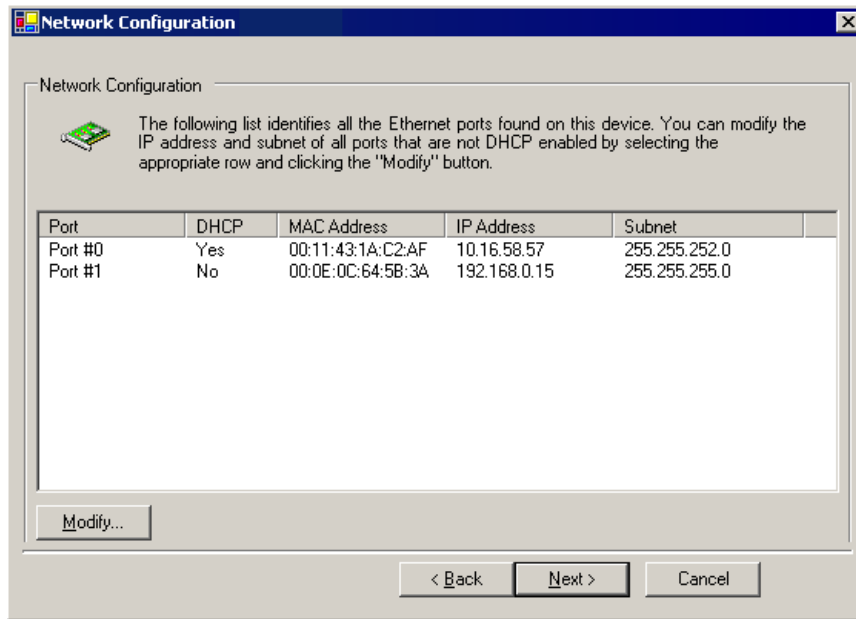 Network Configuration
Network Configuration
The following list identifies all the Ethernet ports found on this device. You can modify the
IP address and subnet of all ports that are not DHCP enabled by selecting the
appropriate row and clicking the "Modify" button.
Port DHCP MAC Address IP Address Subnet
Port #0 Yes 00:11:43:1A:C2:AF 10.16.58.57 255.255.252.0
Port #1 No 00:0E:0C:64:5B:3A 192.168.0.15 255.255.255.0
Modify...
< Back Next > Cancel